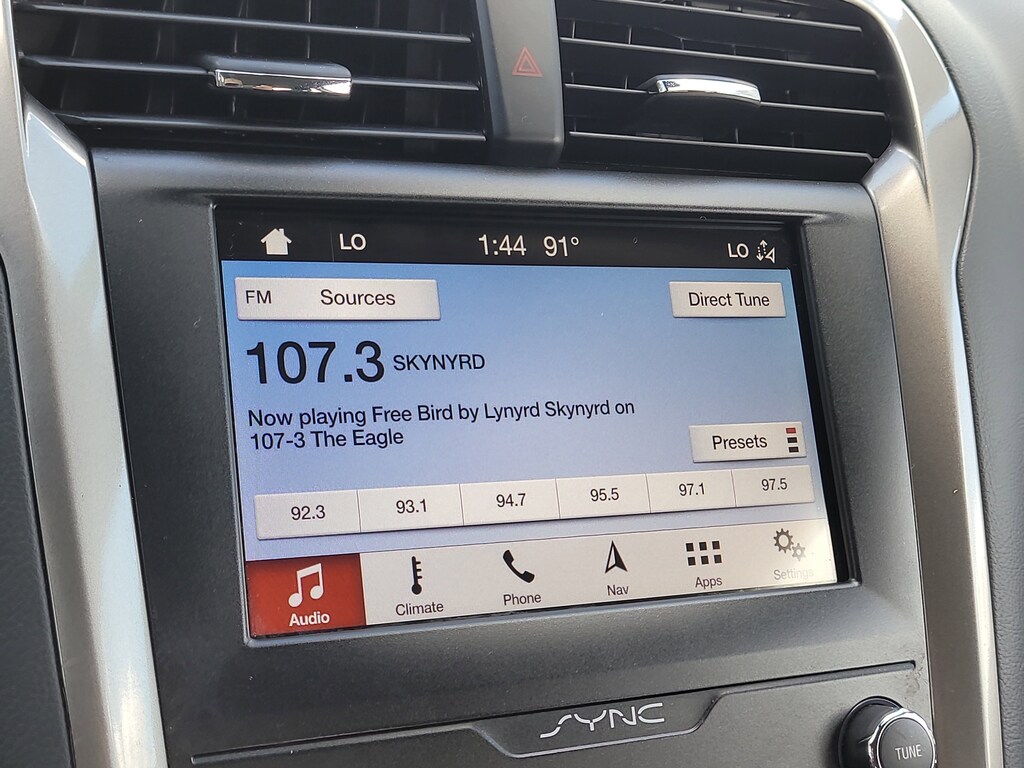 LO 1:44 91° LO
FM Sources Direct Tune
107.3 SKYNYRD
Now playing Free Bird by Lynyrd Skynyrd on
107-3 The Eagle
Presets
92.3 93.1 94.7 95.5 97.1 97.5
Audio Climate Phone Nav Apps Settings
SYNC
TUNE